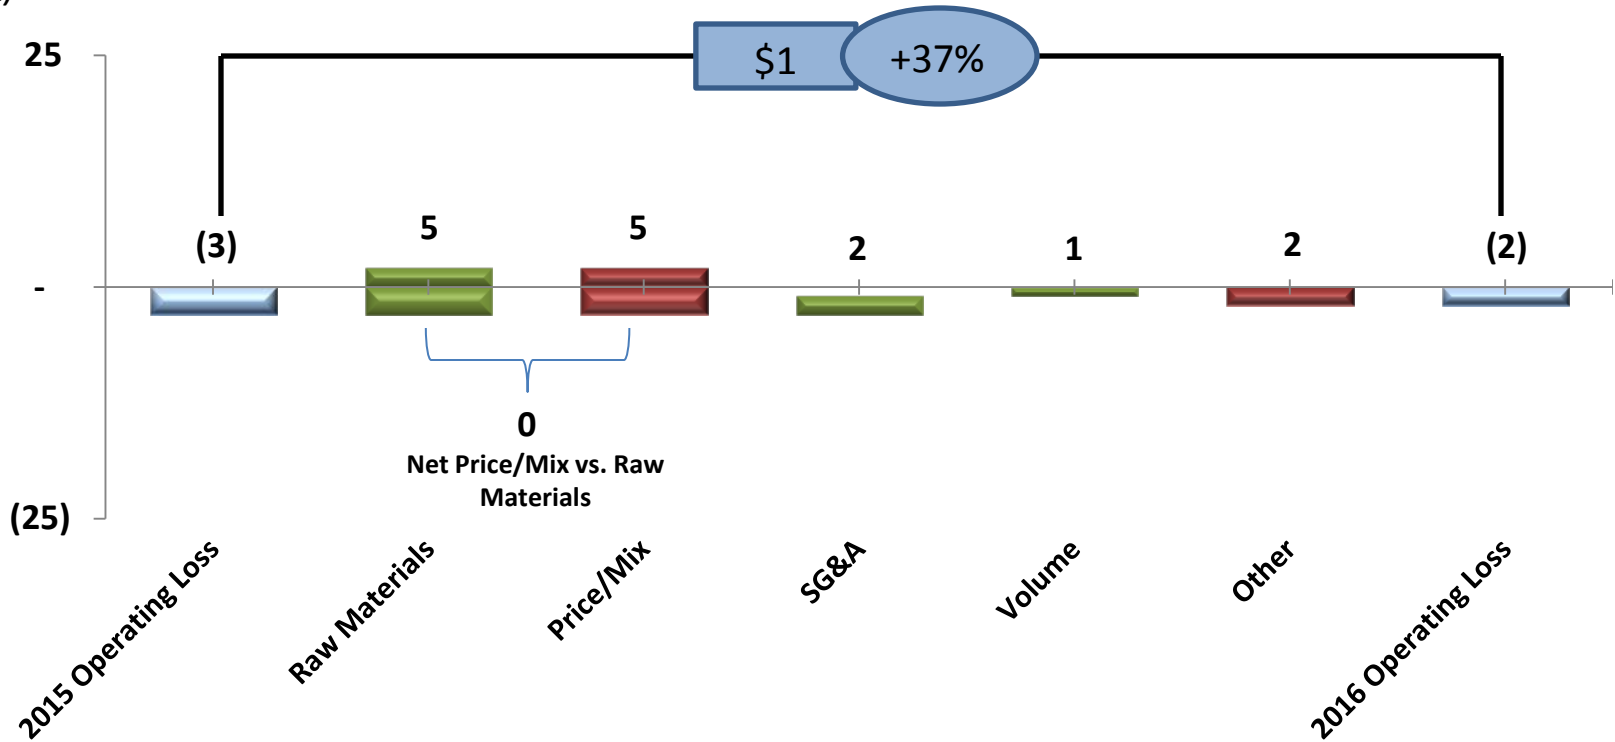 $1
+37%
25
(3)
5
5
2
1
2
(2)
-
0
Net Price/Mix vs. Raw
Materials
(25)
2015 Operating Loss
Raw Materials
Price/Mix
SG&A
Volume
Other
2016 Operating Loss